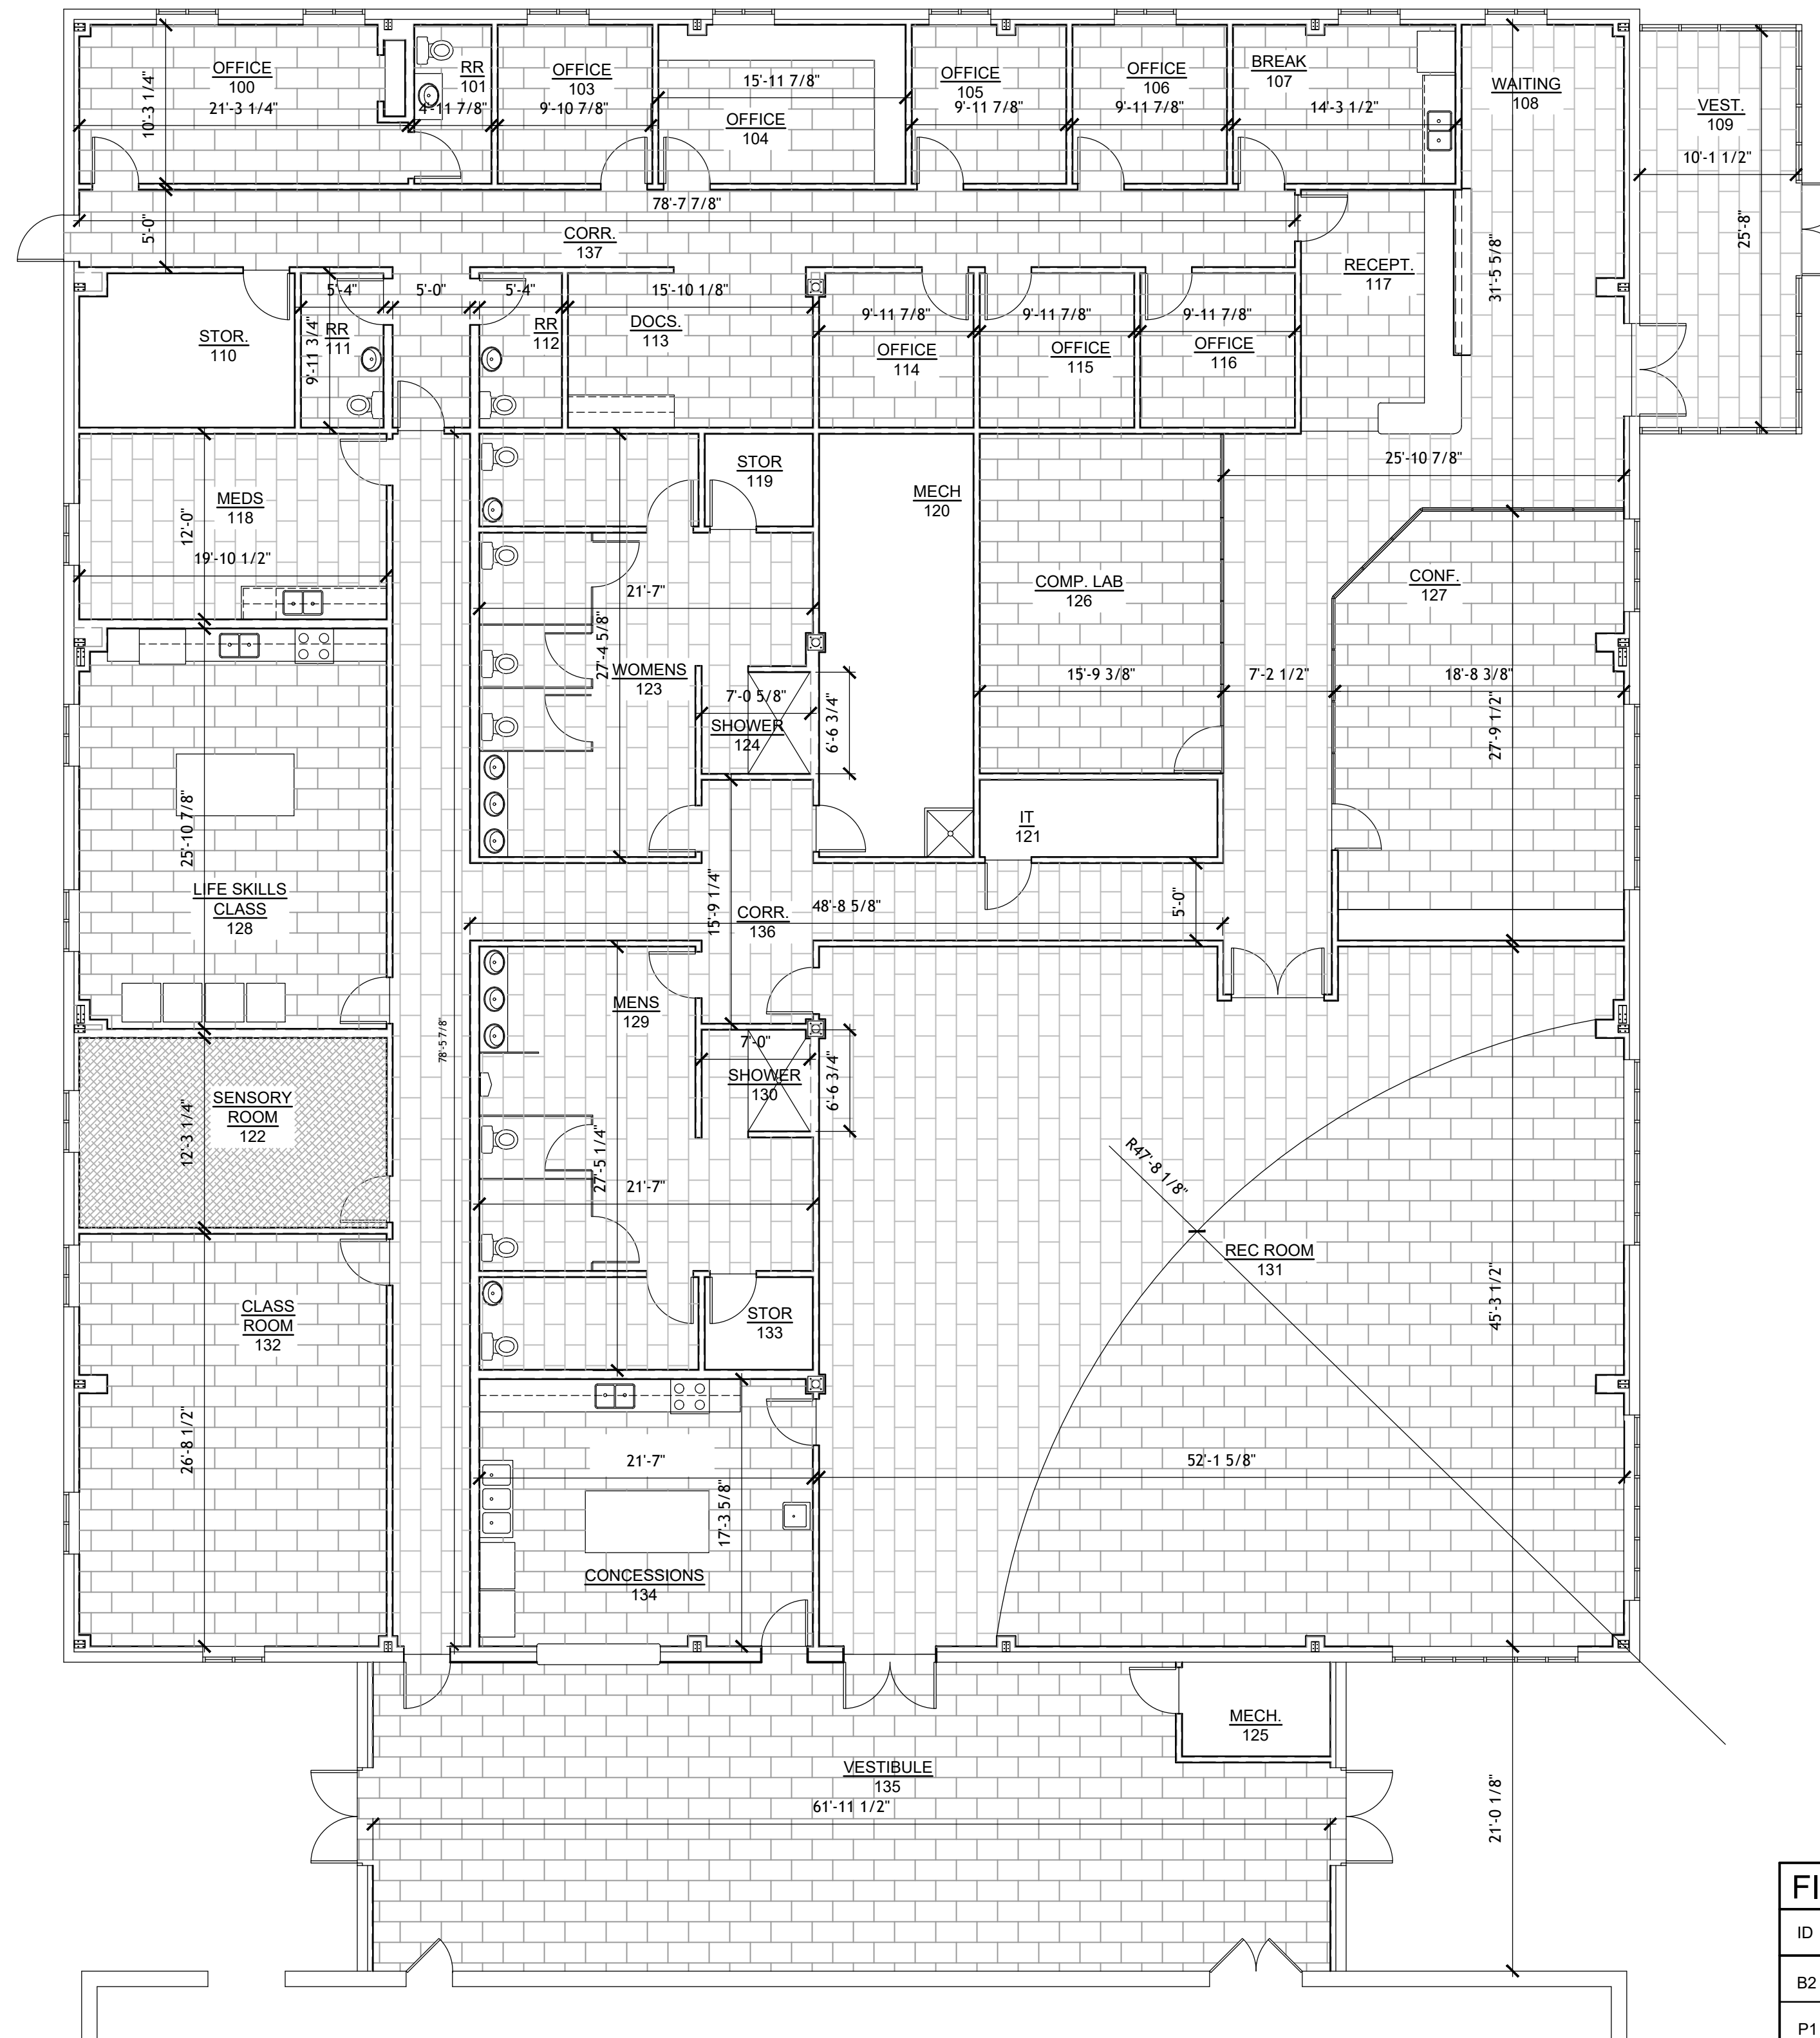 OFFICE
100
21'-3 1/4"
10'-3 1/4"
RR
101
4'-11 7/8"
OFFICE
103
9'-10 7/8"
15'-11 7/8"
OFFICE
104
OFFICE
105
9'-11 7/8"
OFFICE
106
9'-11 7/8"
BREAK
107
14'-3 1/2"
WAITING
108
VEST.
109
10'-1 1/2"
25'-8"
78'-7 7/8"
5'-0"
CORR.
137
RECEPT.
117
31'-5 5/8"
STOR.
110
5'-4"
RR
111
9'-11 3/4"
5'-0"
5'-4"
RR
112
15'-10 1/8"
DOCS.
113
9'-11 7/8"
OFFICE
114
9'-11 7/8"
OFFICE
115
9'-11 7/8"
OFFICE
116
25'-10 7/8"
MEDS
118
12'-0"
19'-10 1/2"
STOR
119
MECH
120
21'-7"
27'-4 5/8"
WOMENS
123
7'-0 5/8"
SHOWER
124
6'-6 3/4"
COMP. LAB
126
15'-9 3/8"
7'-2 1/2"
CONF.
127
18'-8 3/8"
27'-9 1/2"
IT
121
25'-10 7/8"
LIFE SKILLS
CLASS
128
15'-9 1/4"
CORR.
136
48'-8 5/8"
5'-0"
78'-5 7/8"
MENS
129
7'-0"
SHOWER
130
6'-6 3/4"
SENSORY
ROOM
122
12'-3 1/4"
27'-5 1/4"
21'-7"
R47'-8 1/8"
REC ROOM
131
45'-3 1/2"
CLASS
ROOM
132
26'-8 1/2"
STOR
133
21'-7"
17'-3 5/8"
CONCESSIONS
134
52'-1 5/8"
MECH.
125
VESTIBULE
135
61'-11 1/2"
21'-0 1/8"
FI
ID
B2
P1